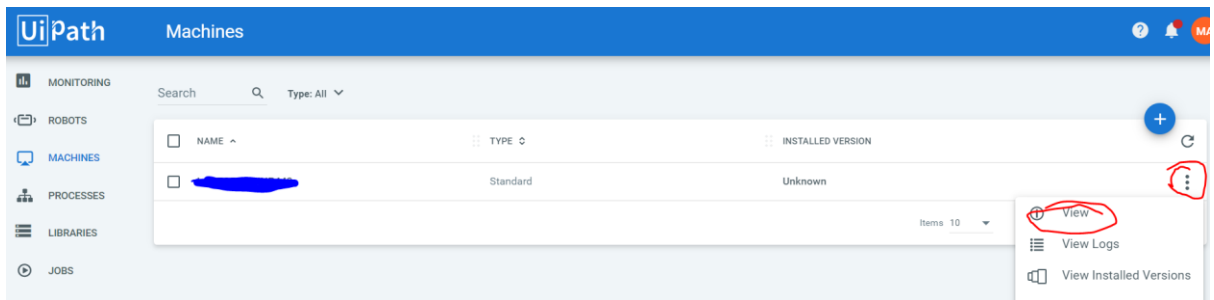 UiPath Machines MA
MONITORING
Search Type: All
ROBOTS
NAME TYPE INSTALLED VERSION
MACHINES
Standard Unknown
PROCESSES
View
Items 10
LIBRARIES
View Logs
JOBS
View Installed Versions